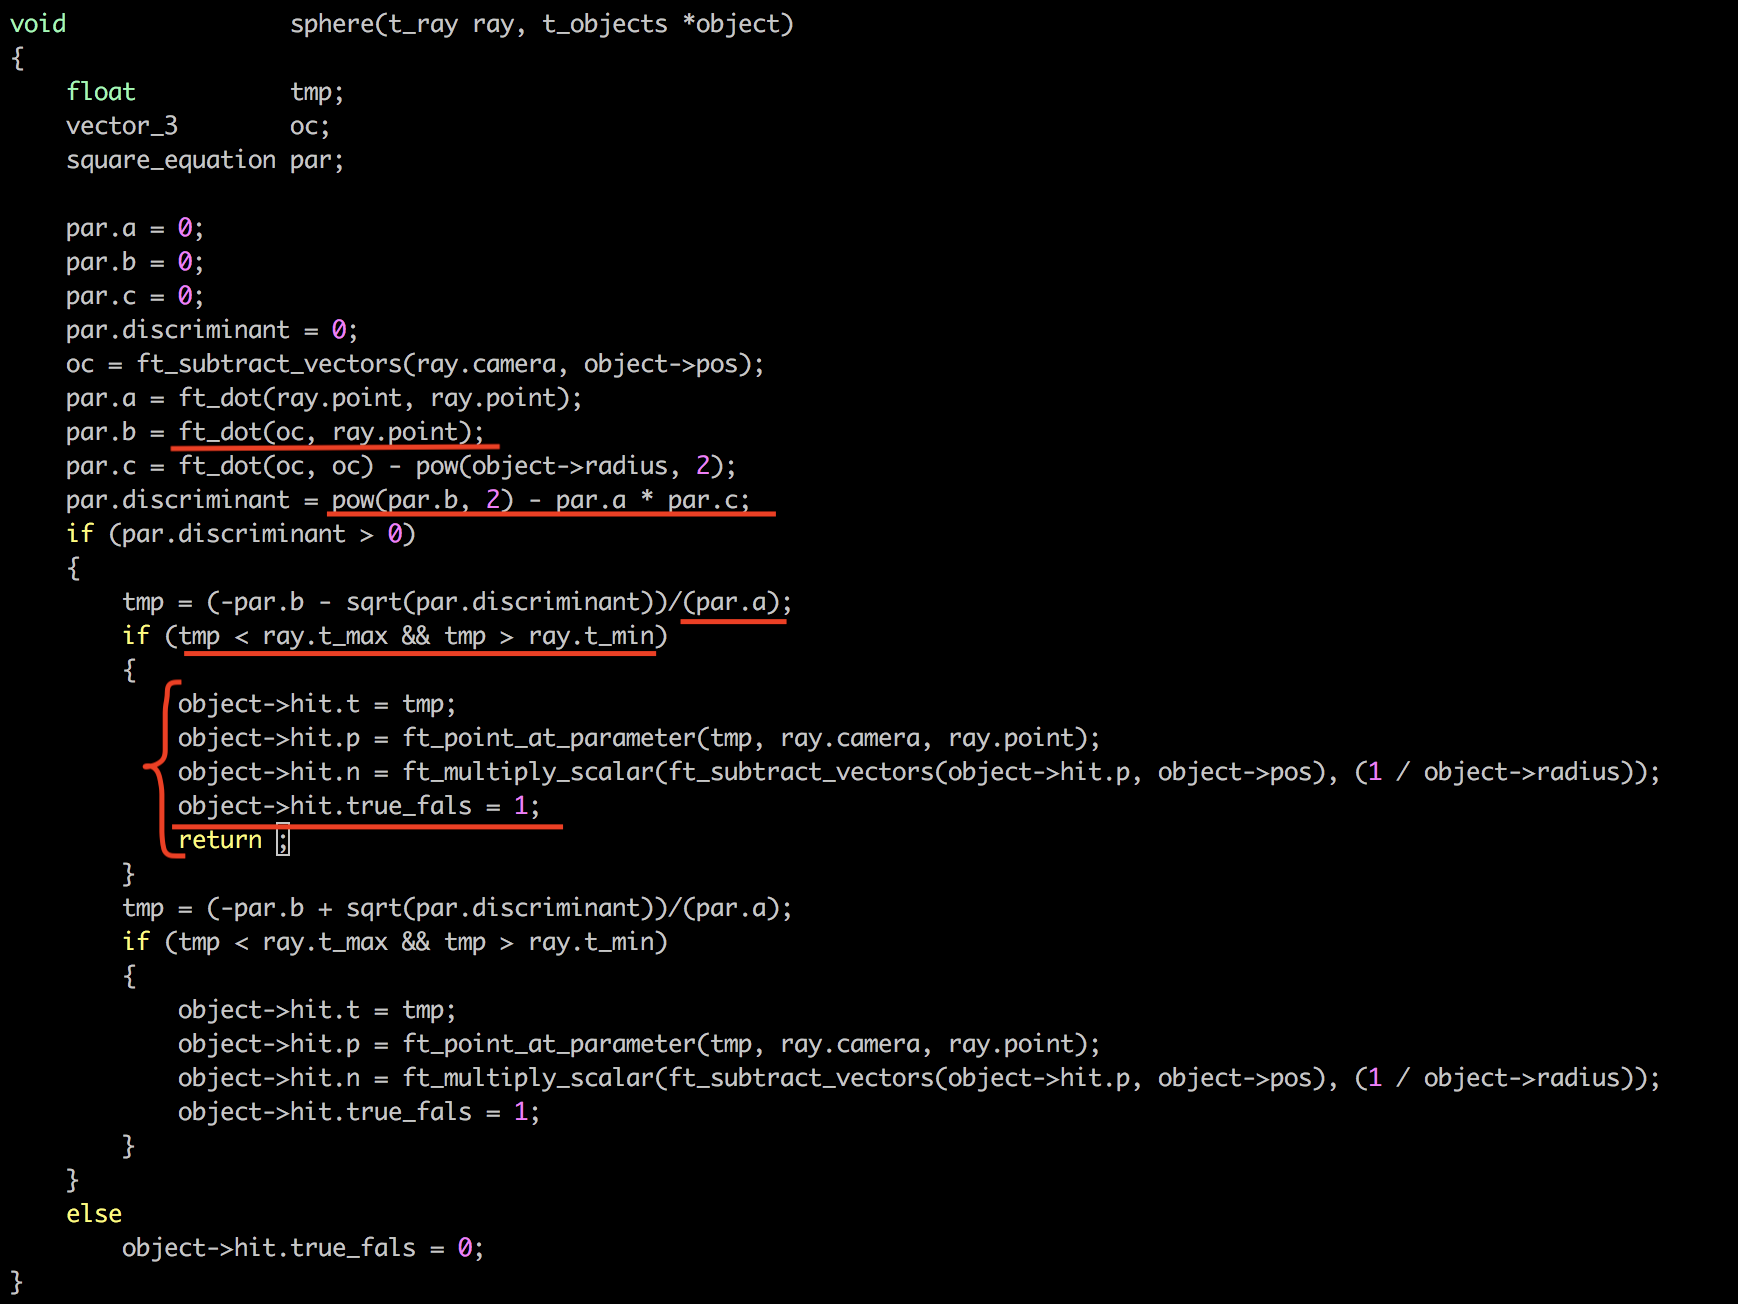 void                sphere(t_ray ray, t_objects *object)
{
    float           tmp;
    vector_3        oc;
    square_equation par;

    par.a = 0;
    par.b = 0;
    par.c = 0;
    par.discriminant = 0;
    oc = ft_subtract_vectors(ray.camera, object->pos);
    par.a = ft_dot(ray.point, ray.point);
    par.b = ft_dot(oc, ray.point);
    par.c = ft_dot(oc, oc) - pow(object->radius, 2);
    par.discriminant = pow(par.b, 2) - par.a * par.c;
    if (par.discriminant > 0)
    {
        tmp = (-par.b - sqrt(par.discriminant))/(par.a);
        if (tmp < ray.t_max && tmp > ray.t_min)
        {
            object->hit.t = tmp;
            object->hit.p = ft_point_at_parameter(tmp, ray.camera, ray.point);
            object->hit.n = ft_multiply_scalar(ft_subtract_vectors(object->hit.p, object->pos), (1 / object->radius));
            object->hit.true_fals = 1;
            return ;
        }
        tmp = (-par.b + sqrt(par.discriminant))/(par.a);
        if (tmp < ray.t_max && tmp > ray.t_min)
        {
            object->hit.t = tmp;
            object->hit.p = ft_point_at_parameter(tmp, ray.camera, ray.point);
            object->hit.n = ft_multiply_scalar(ft_subtract_vectors(object->hit.p, object->pos), (1 / object->radius));
            object->hit.true_fals = 1;
        }
    }
    else
        object->hit.true_fals = 0;
}